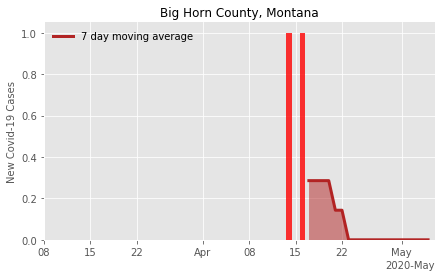 Big Horn County, Montana
7 day moving average
New Covid-19 Cases
1.0
0.8
0.6
0.4
0.2
0.0
08 15 22 Apr 08 15 22 May
2020-May